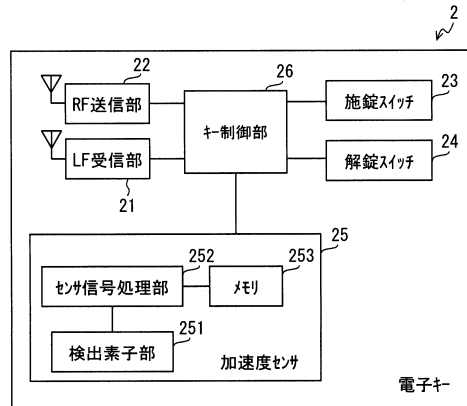 2
22
RF送信部
26
キー制御部
23
施錠スイッチ
LF受信部
21
24
解錠スイッチ
25
252
センサ信号処理部
253
メモリ
251
検出素子部
加速度センサ
電子キー